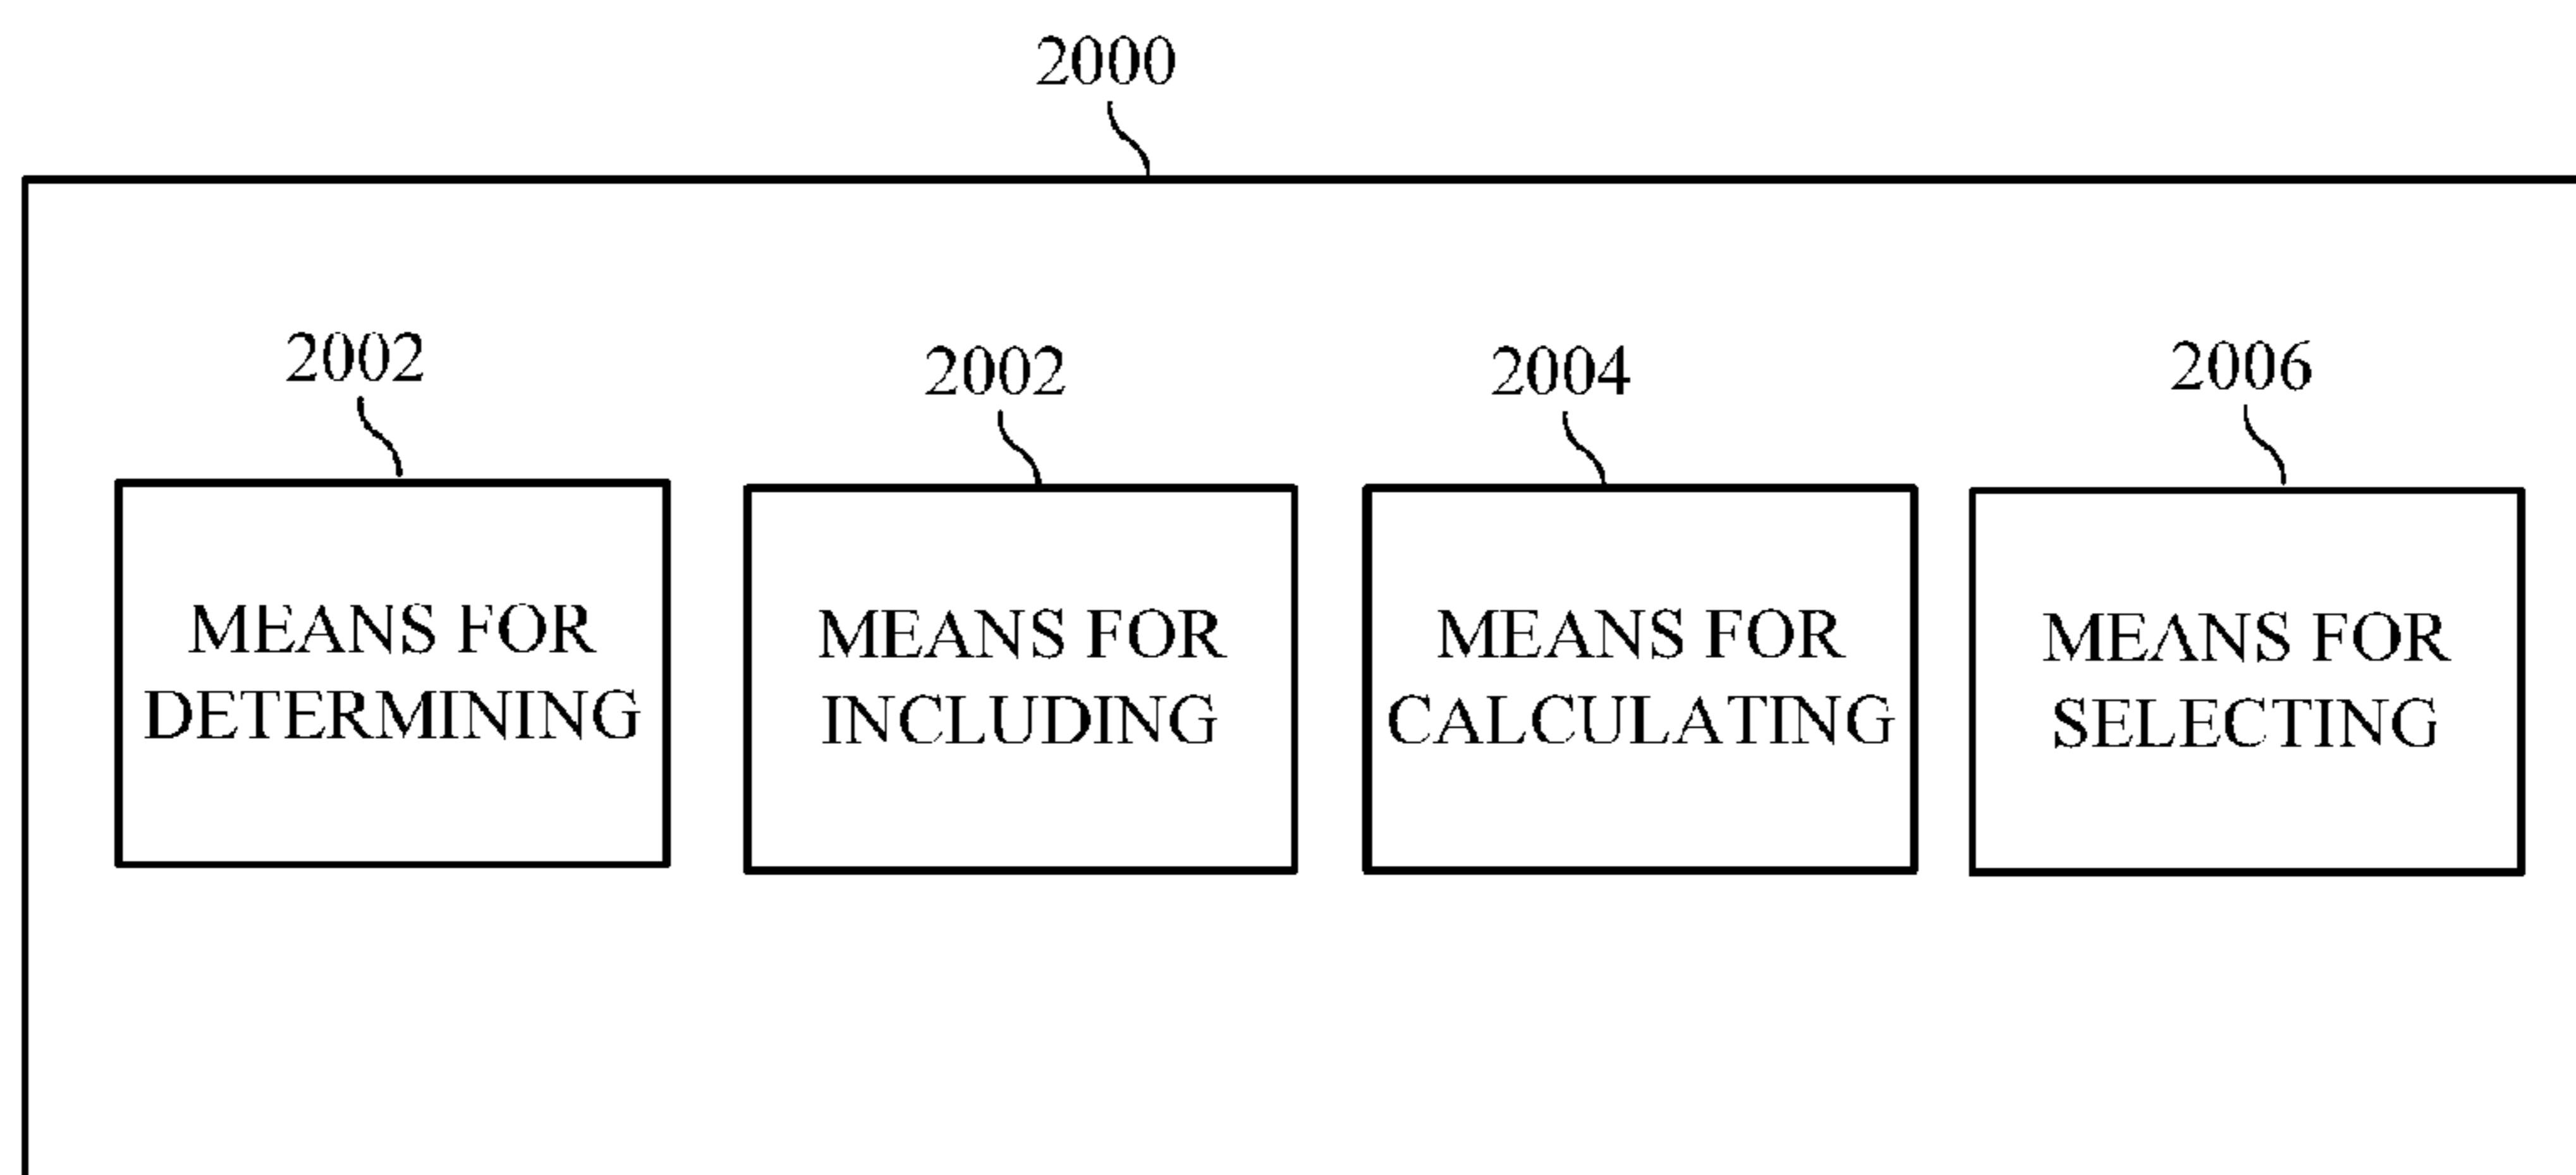 2000
2002
2002
2004
2006
MEANS FOR
DETERMINING
MEANS FOR
INCLUDING
MEANS FOR
CALCULATING
MEANS FOR
SELECTING